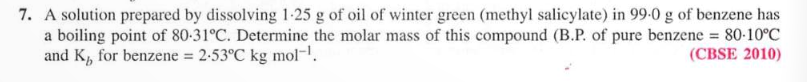 7. A solution prepared by dissolving 1·25 g of oil of winter green (methyl salicylate) in 99·0 g of benzene has
a boiling point of 80·31°C. Determine the molar mass of this compound (B.P. of pure benzene = 80·10°C
and K_b for benzene = 2·53°C kg mol⁻¹. (CBSE 2010)